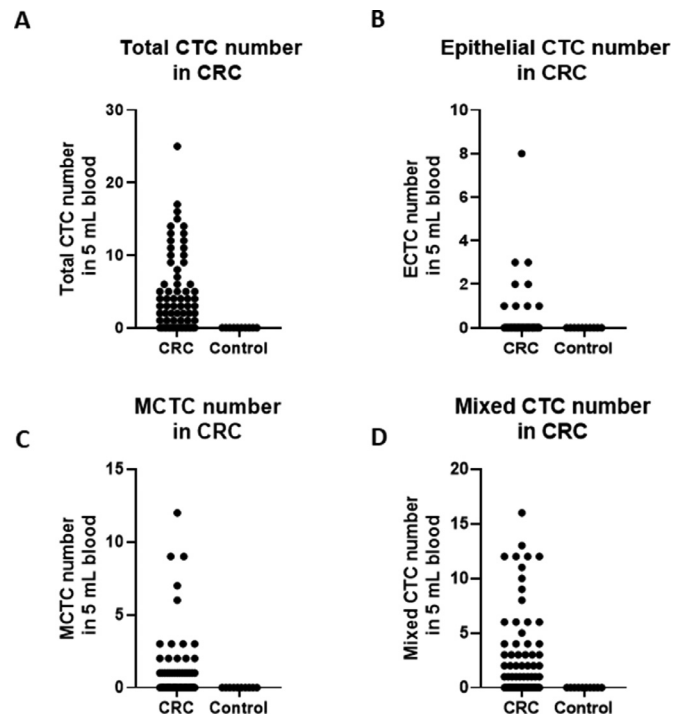 A
Total CTC number
in CRC
Total CTC number
in 5 mL blood
30
20
10
0
CRC
Control
B
Epithelial CTC number
in CRC
ECTC number
in 5 mL blood
10
8
6
4
2
0
CRC
Control
C
MCTC number
in CRC
MCTC number
in 5 mL blood
15
10
5
0
CRC
Control
D
Mixed CTC number
in CRC
Mixed CTC number
in 5 mL blood
20
15
10
5
0
CRC
Control